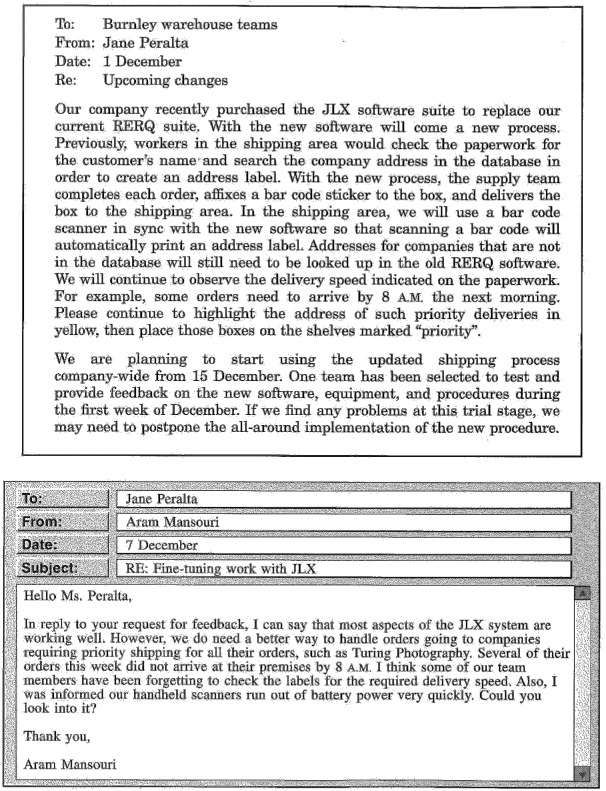 To: Burnley warehouse teams
From: Jane Peralta
Date: 1 December
Re: Upcoming changes
Our company recently purchased the JLX software suite to replace our
current RERQ suite. With the new software will come a new process.
Previously, workers in the shipping area would check the paperwork for
the customer's name and search the company address in the database in
order to create an address label. With the new process, the supply team
completes each order, affixes a bar code sticker to the box, and delivers the
box to the shipping area. In the shipping area, we will use a bar code
scanner in sync with the new software so that scanning a bar code will
automatically print an address label. Addresses for companies that are not
in the database will still need to be looked up in the old RERQ software.
We will continue to observe the delivery speed indicated on the paperwork.
For example, some orders need to arrive by 8 A.M. the next morning.
Please continue to highlight the address of such priority deliveries in
yellow, then place those boxes on the shelves marked "priority".
We are planning to start using the updated shipping process
company-wide from 15 December. One team has been selected to test and
provide feedback on the new software, equipment, and procedures during
the first week of December. If we find any problems at this trial stage, we
may need to postpone the all-around implementation of the new procedure.
To: Jane Peralta
From: Aram Mansouri
Date: 7 December
Subject: RE: Fine-tuning work with JLX
Hello Ms. Peralta,
In reply to your request for feedback, I can say that most aspects of the JLX system are
working well. However, we do need a better way to handle orders going to companies
requiring priority shipping for all their orders, such as Turing Photography. Several of their
orders this week did not arrive at their premises by 8 A.M. I think some of our team
members have been forgetting to check the labels for the required delivery speed. Also, I
was informed our handheld scanners run out of battery power very quickly. Could you
look into it?
Thank you,
Aram Mansouri